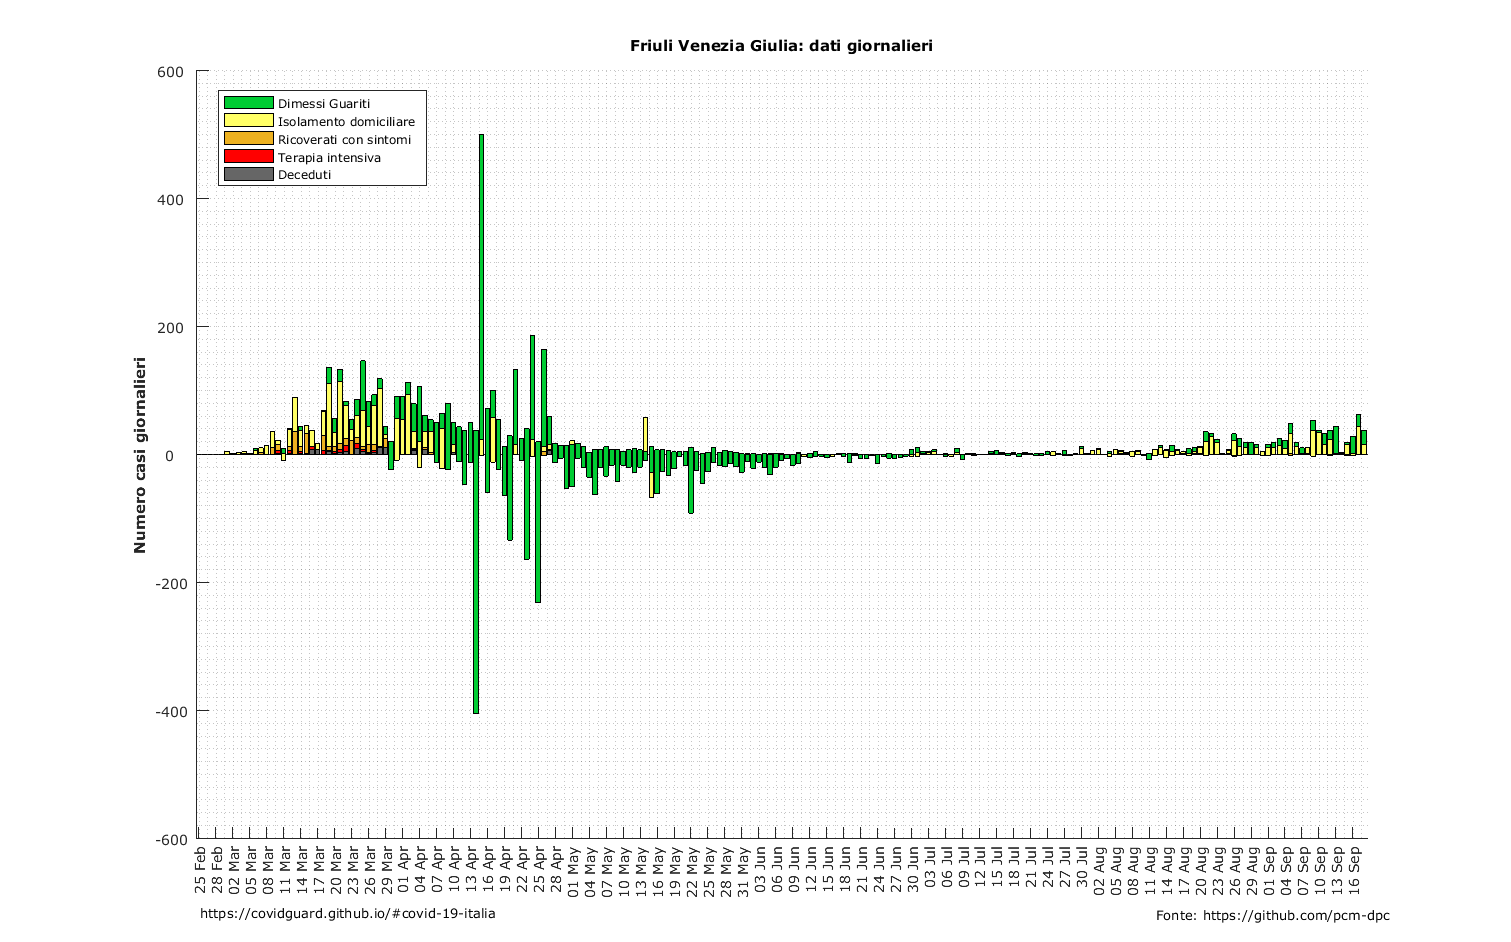 Friuli Venezia Giulia: dati giornalieri
600
400
200
0
-200
-400
-600
Numero casi giornalieri
Dimessi Guariti
Isolamento domiciliare
Ricoverati con sintomi
Terapia intensiva
Deceduti
25 Feb
28 Feb
02 Mar
05 Mar
08 Mar
11 Mar
14 Mar
17 Mar
20 Mar
23 Mar
26 Mar
29 Mar
01 Apr
04 Apr
07 Apr
10 Apr
13 Apr
16 Apr
19 Apr
22 Apr
25 Apr
28 Apr
01 May
04 May
07 May
10 May
13 May
16 May
19 May
22 May
25 May
28 May
31 May
03 Jun
06 Jun
09 Jun
12 Jun
15 Jun
18 Jun
21 Jun
24 Jun
27 Jun
30 Jun
03 Jul
06 Jul
09 Jul
12 Jul
15 Jul
18 Jul
21 Jul
24 Jul
27 Jul
30 Jul
02 Aug
05 Aug
08 Aug
11 Aug
14 Aug
17 Aug
20 Aug
23 Aug
26 Aug
29 Aug
01 Sep
04 Sep
07 Sep
10 Sep
13 Sep
16 Sep
https://covidguard.github.io/#covid-19-italia
Fonte: https://github.com/pcm-dpc